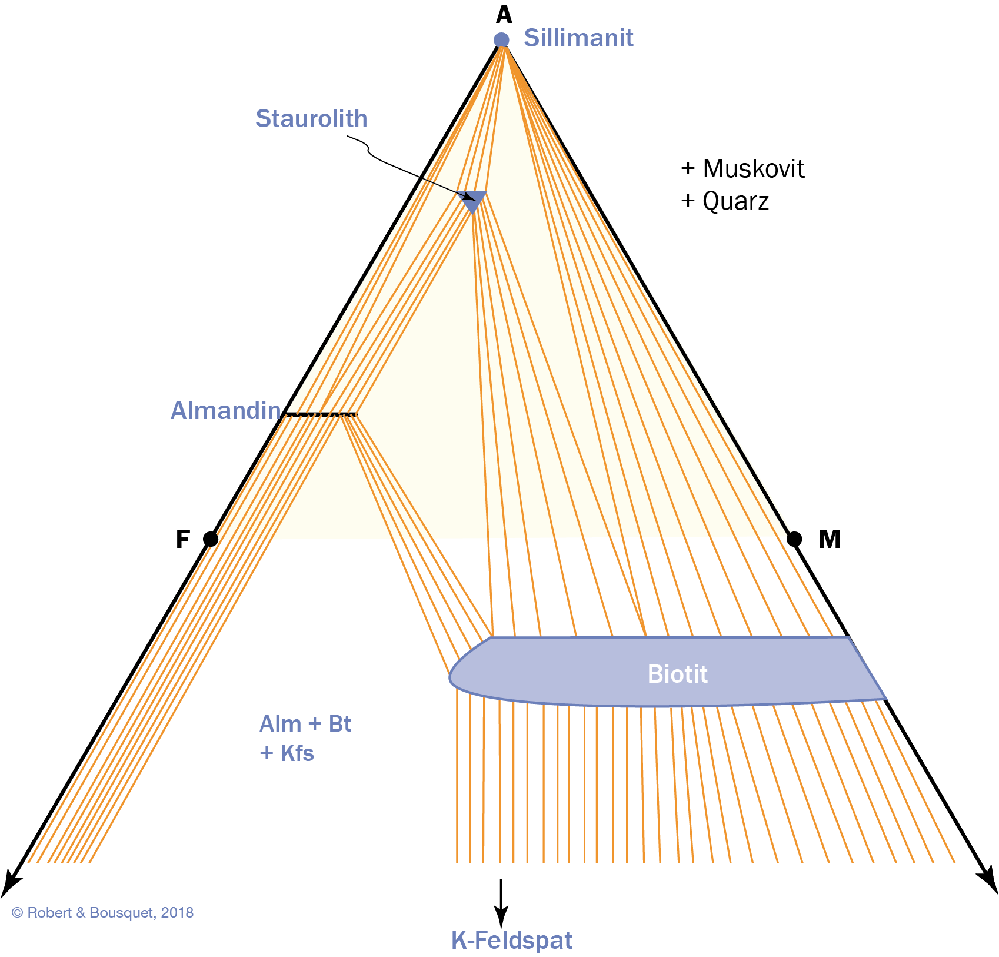 A
Sillimanit
Staurolith
+ Muskovit
+ Quarz
Almandin
F
M
Biotit
Alm + Bt
+ Kfs
© Robert & Bousquet, 2018
K-Feldspat